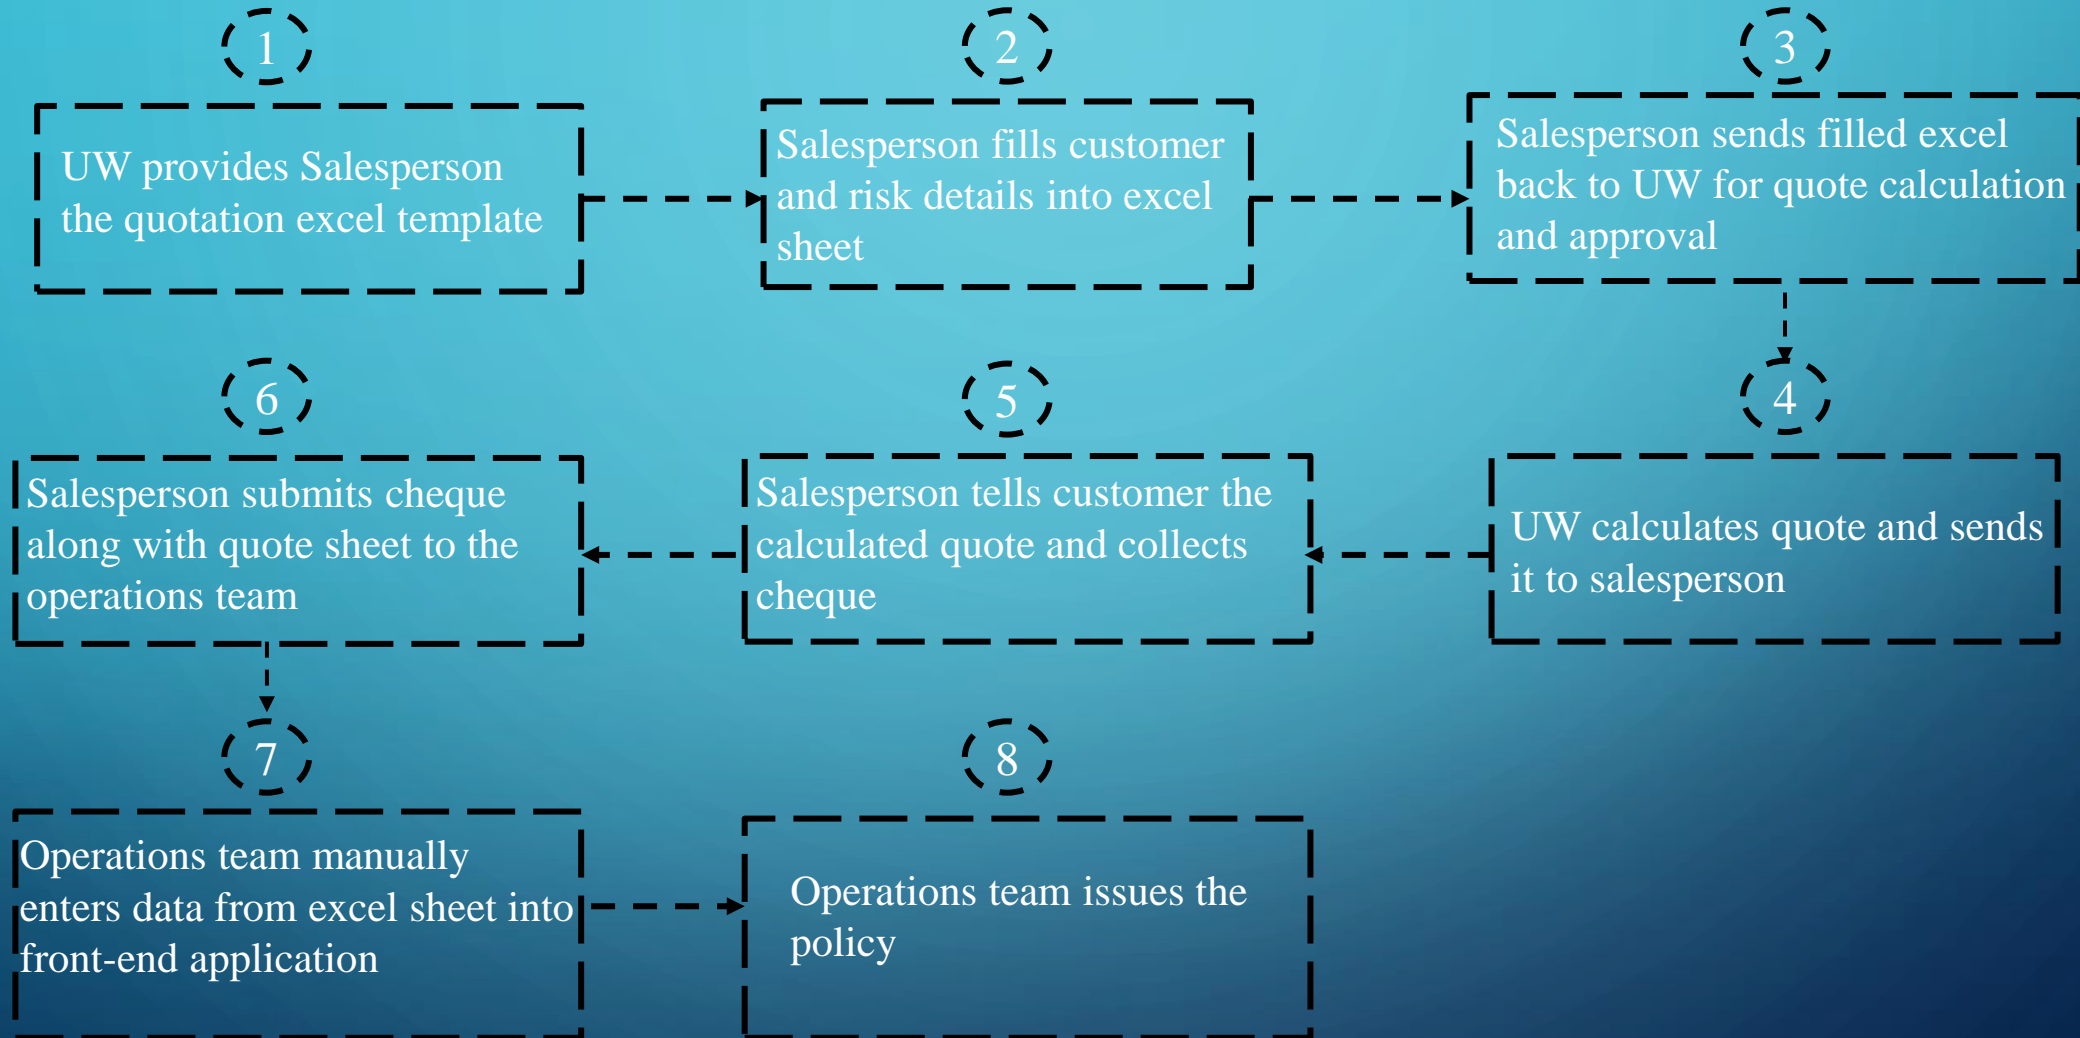 1
UW provides Salesperson
the quotation excel template
2
Salesperson fills customer
and risk details into excel
sheet
3
Salesperson sends filled excel
back to UW for quote calculation
and approval
4
UW calculates quote and sends
it to salesperson
5
Salesperson tells customer the
calculated quote and collects
cheque
6
Salesperson submits cheque
along with quote sheet to the
operations team
7
Operations team manually
enters data from excel sheet into
front-end application
8
Operations team issues the
policy